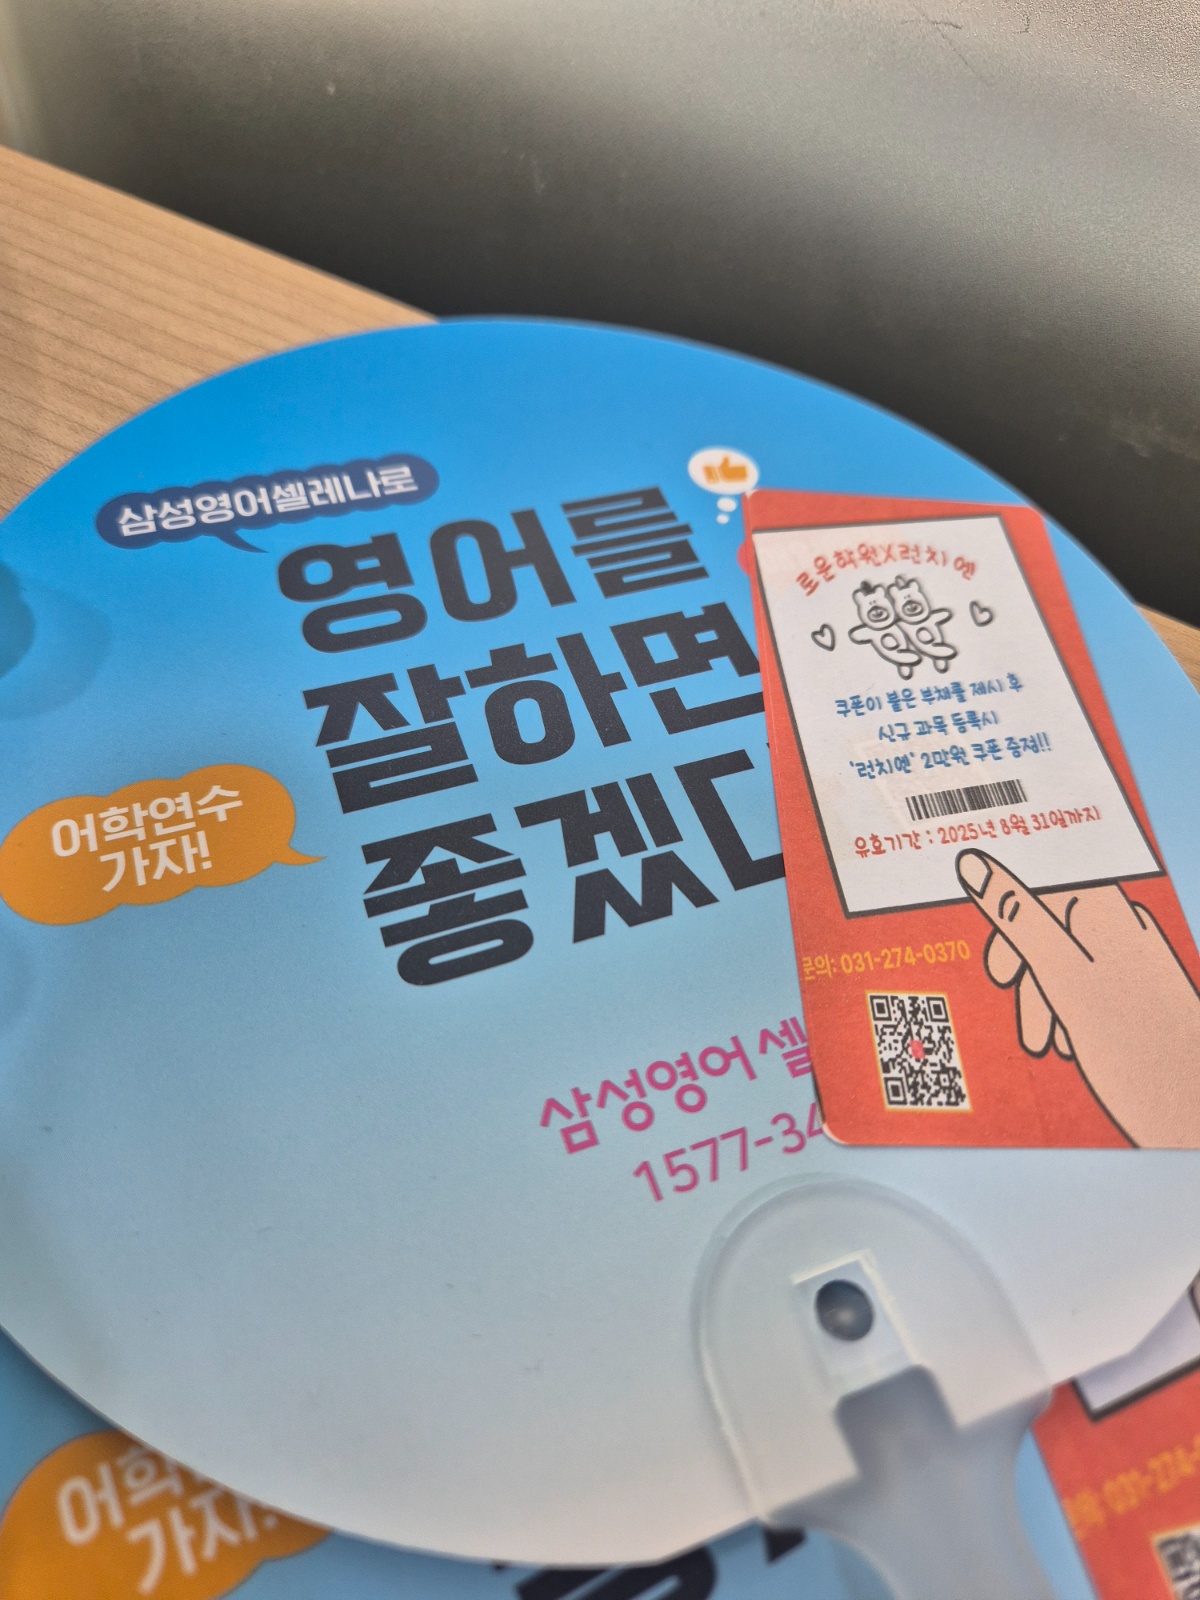 삼성영어셀레나로
영어를
잘하면
좋겠다
어학연수
가자!
삼성영어 셀
1577-34
로운학원X런치엔
쿠폰이 붙은 부채를 제시 후
신규 과목 등록시
'런치엔' 2만원 쿠폰 증정!!
유효기간 : 2025년 8월 31일까지
문의: 031-274-0370
어학
가자!
031-274-